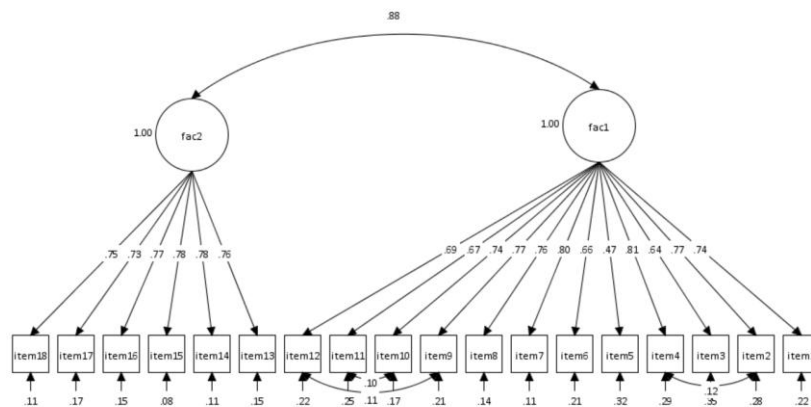 .88
1.00 fac2 1.00 fac1
.75 .73 .77 .78 .78 .76 .69 .67 .74 .77 .76 .80 .66 .47 .81 .64 .77 .74
item18 item17 item16 item15 item14 item13 item12 item11 item10 item9 item8 item7 item6 item5 item4 item3 item2 item
.10 .12
.11 .17 .15 .08 .11 .15 .22 .25 .11 .17 .21 .14 .11 .21 .32 .29 .35 .28 .22